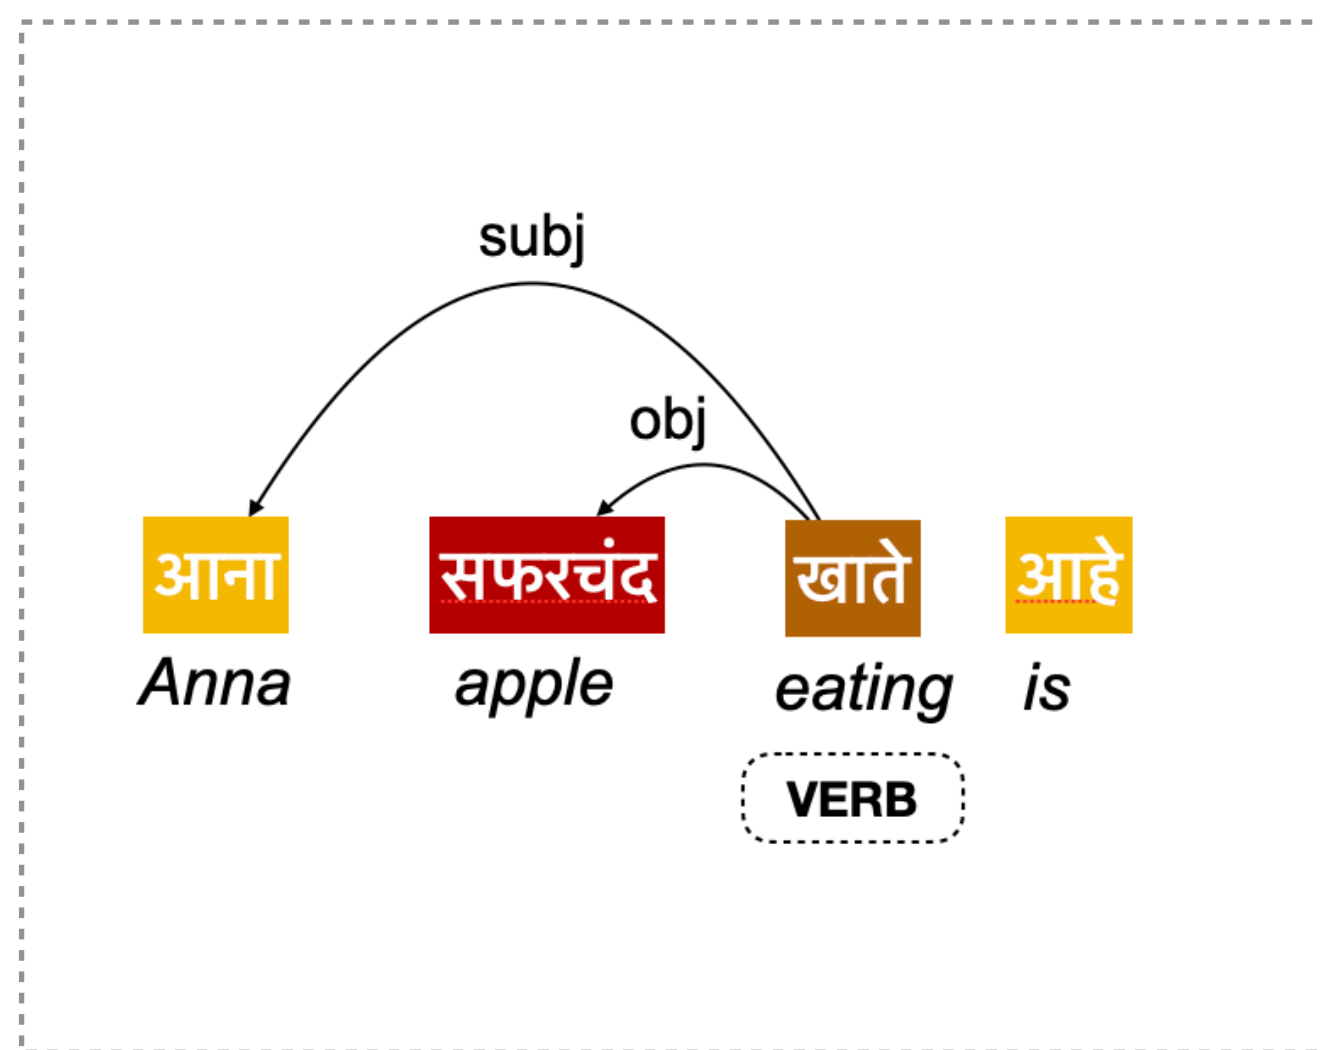 subj
obj
आना सफरचंद खाते आहे
Anna apple eating is
VERB